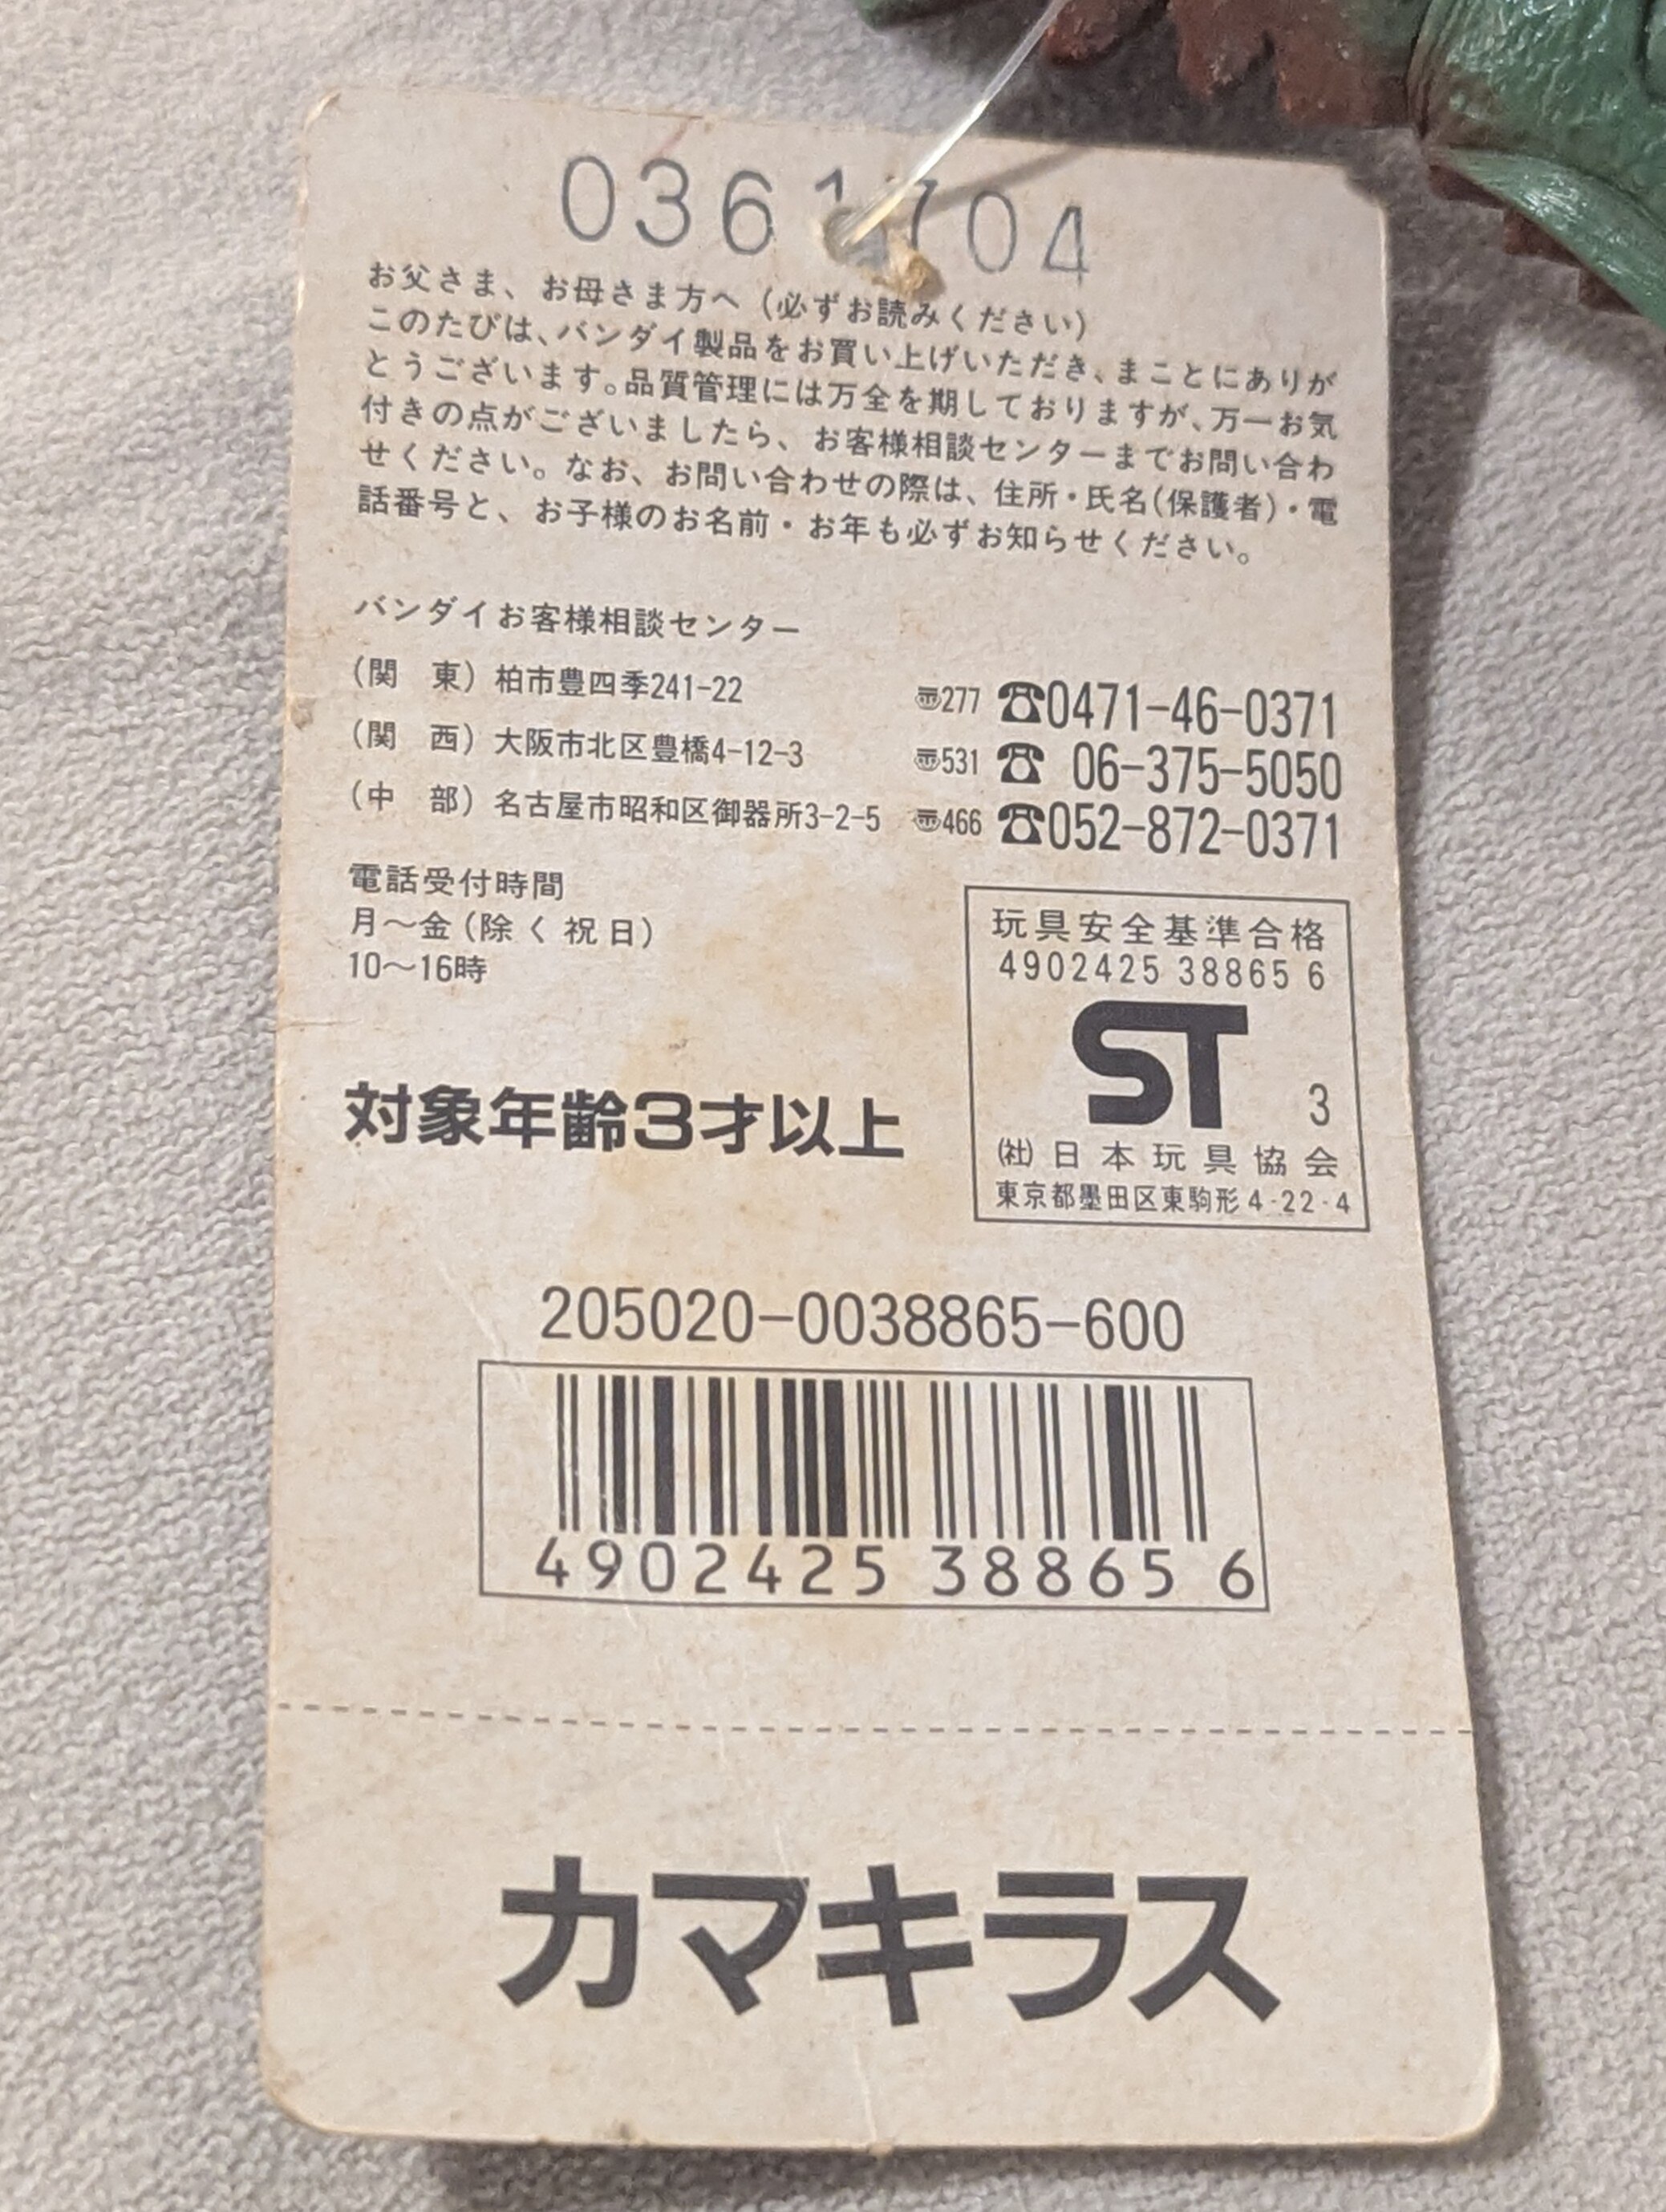 0361704
お父さま、お母さま方へ（必ずお読みください）
このたびは、バンダイ製品をお買い上げいただき、まことにありが
とうございます。品質管理には万全を期しておりますが、万一お気
付きの点がございましたら、お客様相談センターまでお問い合わ
せください。なお、お問い合わせの際は、住所・氏名(保護者)・電
話番号と、お子様のお名前・お年も必ずお知らせください。
バンダイお客様相談センター
(関　東) 柏市豊四季241-22 〠277 ☎0471-46-0371
(関　西) 大阪市北区豊橋4-12-3 〠531 ☎ 06-375-5050
(中　部) 名古屋市昭和区御器所3-2-5 〠466 ☎052-872-0371
電話受付時間
月〜金(除く祝日)
10〜16時
玩具安全基準合格
4902425 38865 6
ST 3
㈳日本玩具協会
東京都墨田区東駒形4-22-4
対象年齢3才以上
205020-0038865-600
4902425 38865 6
カマキラス